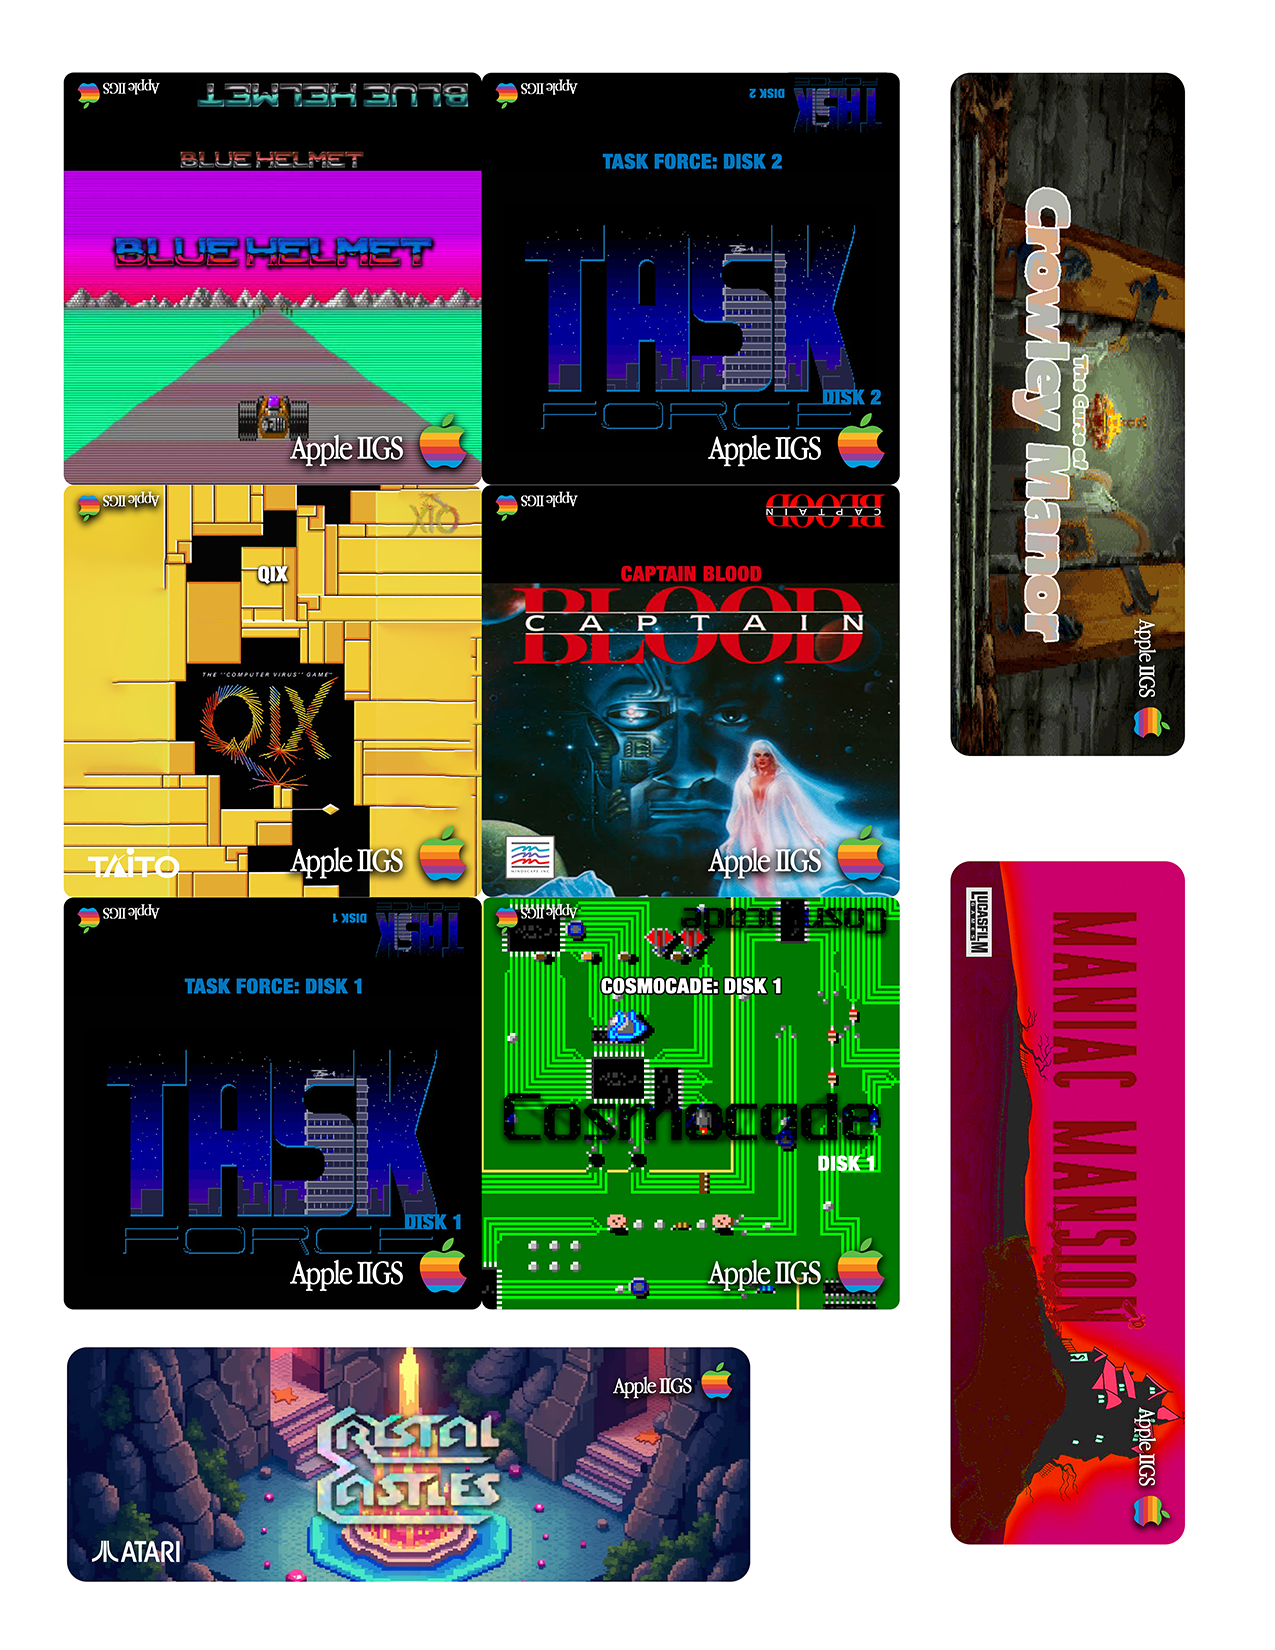 Apple IIGS
BLUE HELMET
BLUE HELMET
BLUE HELMET
Apple IIGS
Apple IIGS
DISK 2
TASK
FORCE
TASK FORCE: DISK 2
TASK
DISK 2
FORCE
Apple IIGS
Apple IIGS
QIX
QIX
THE "COMPUTER VIRUS" GAME
QIX
TAITO
Apple IIGS
Apple IIGS
CAPTAIN
BLOOD
CAPTAIN BLOOD
BLOOD
CAPTAIN
MINDSCAPE INC.
Apple IIGS
Apple IIGS
DISK 1
TASK
FORCE
TASK FORCE: DISK 1
TASK
DISK 1
FORCE
Apple IIGS
Apple IIGS
Cosmocade
COSMOCADE: DISK 1
Cosmocade
DISK 1
Apple IIGS
Apple IIGS
CRYSTAL
CASTLES
ATARI
The Curse of
Crowley Manor
Apple IIGS
LUCASFILM
GAMES
MANIAC MANSION
Apple IIGS